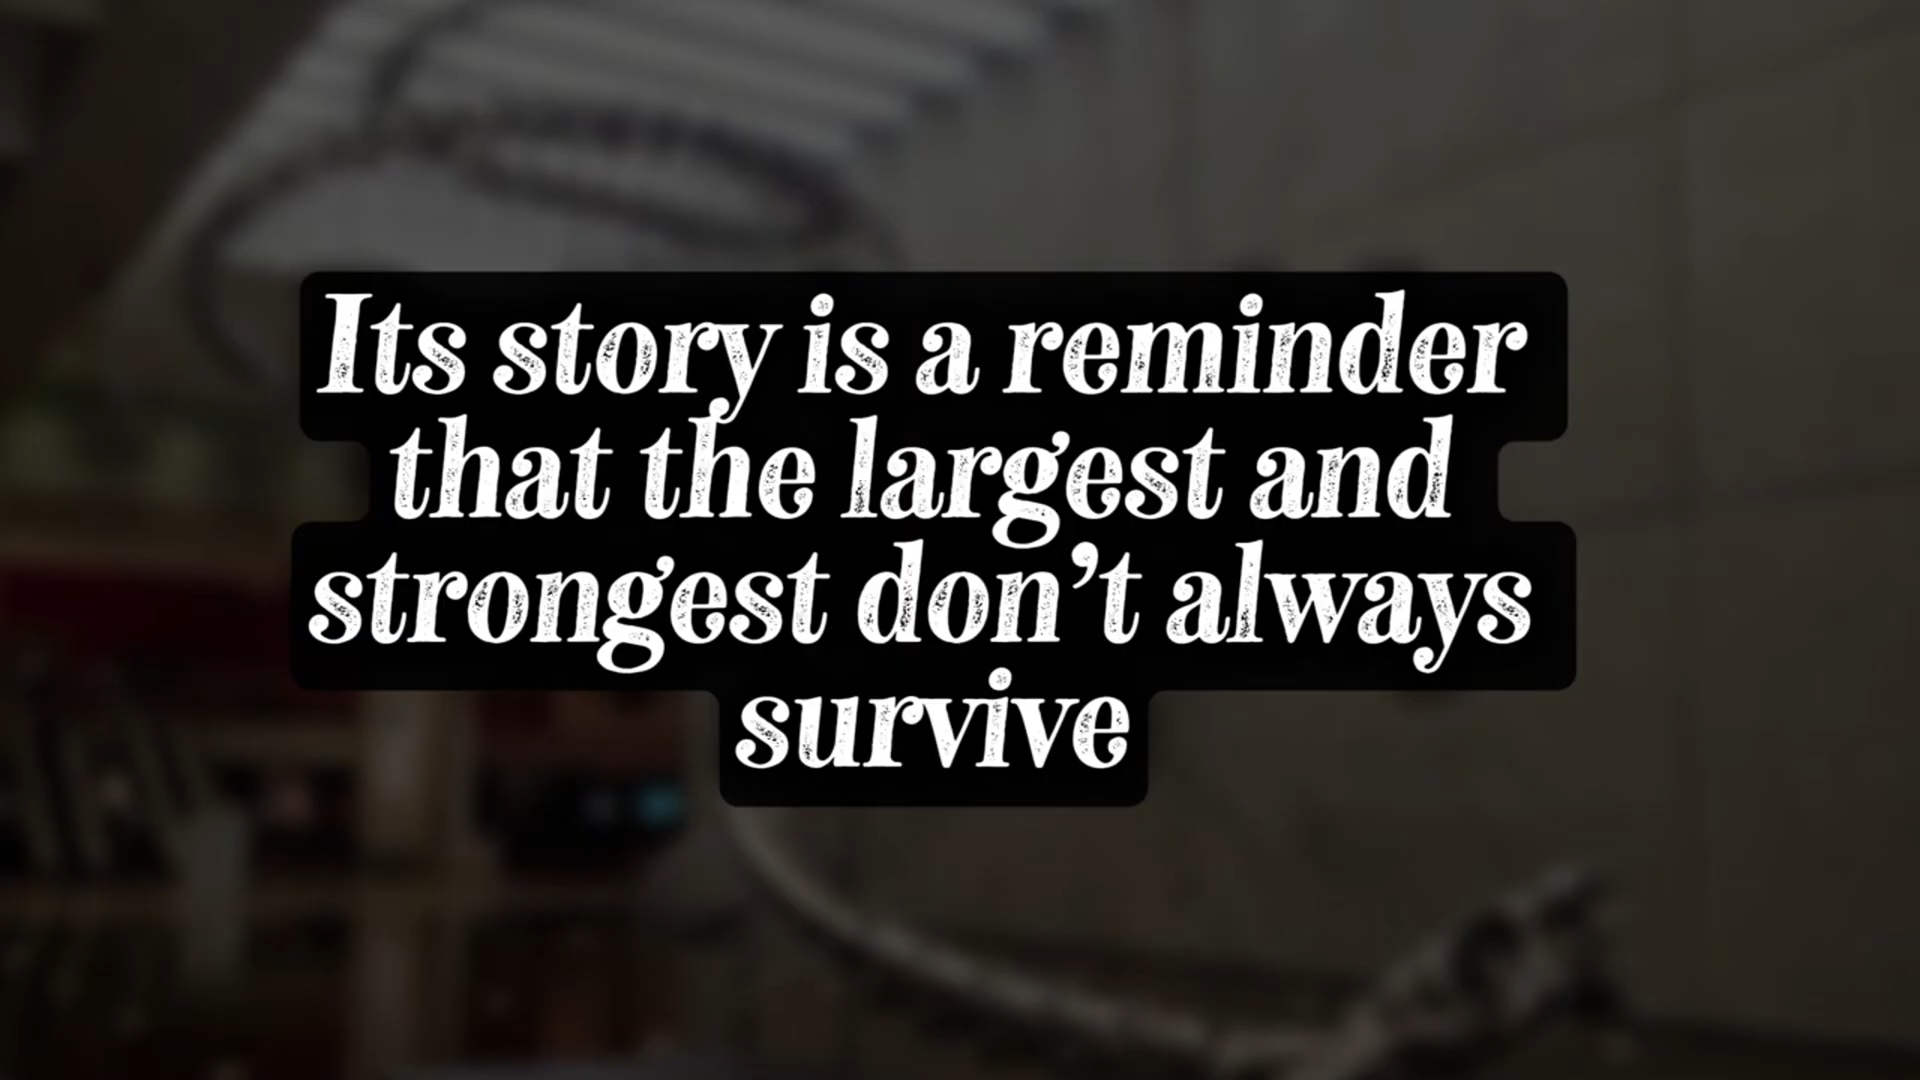 Its story is a reminder
that the largest and
strongest don’t always
survive